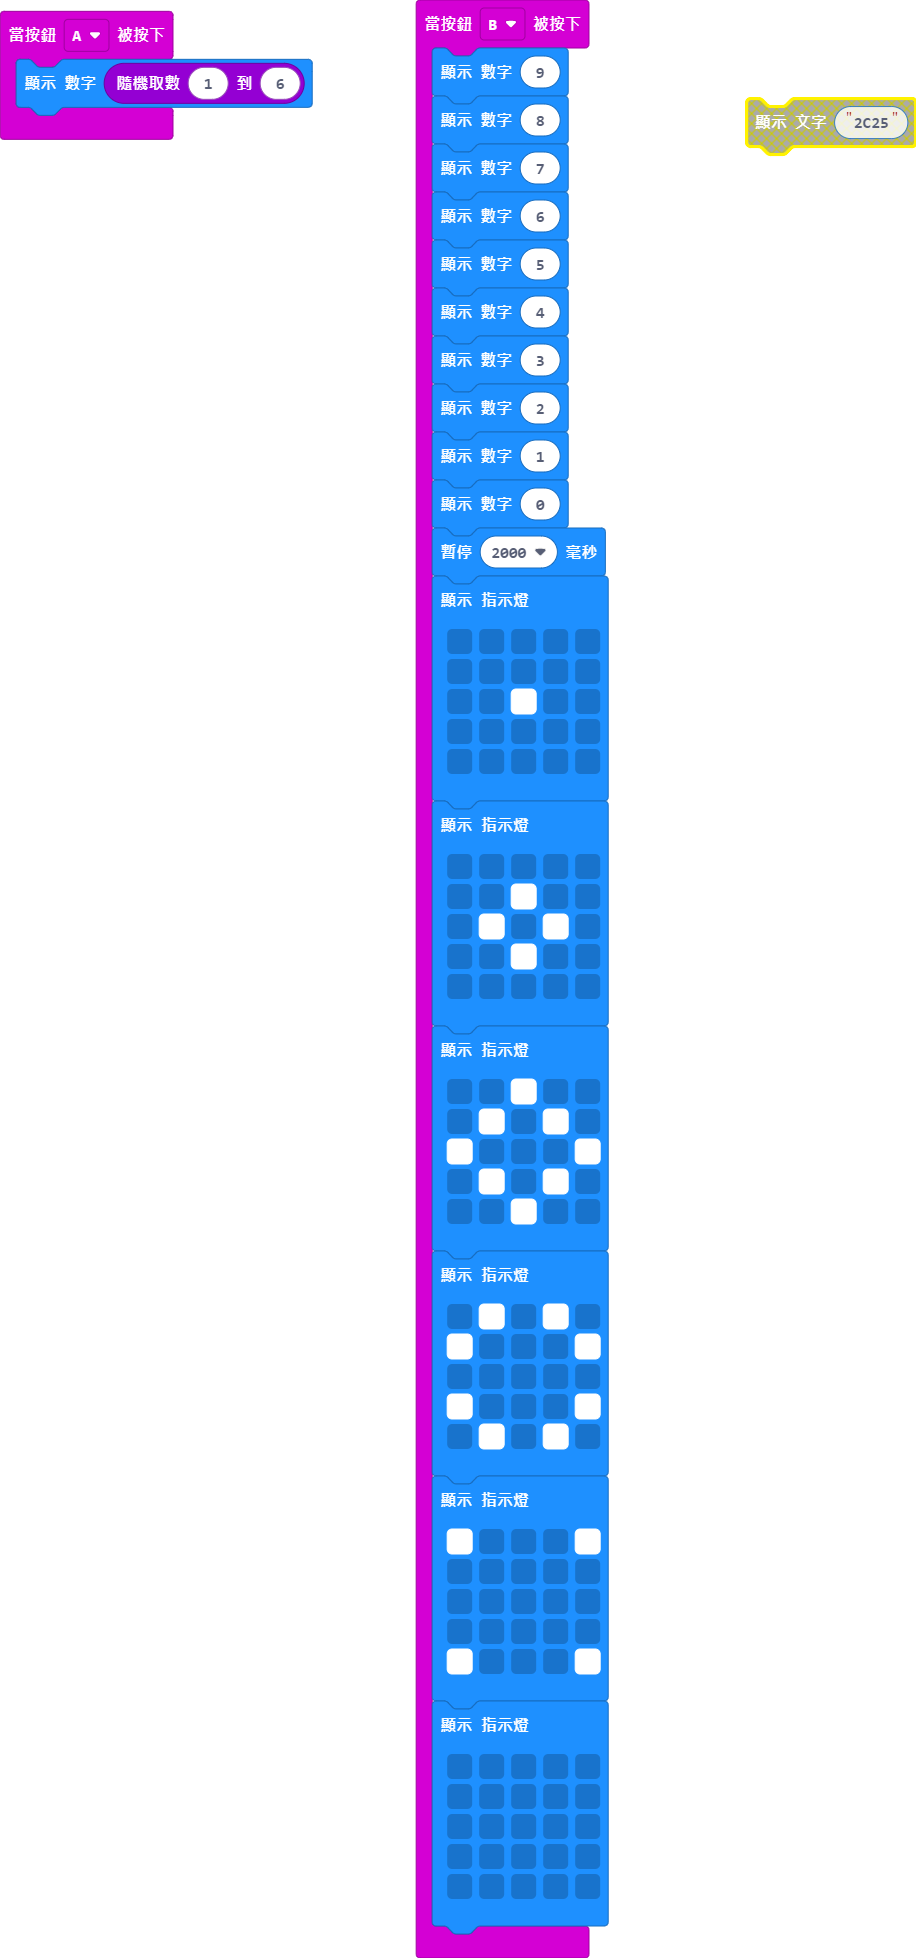 當按鈕 A 被按下
顯示 數字 隨機取數 1 到 6
當按鈕 B 被按下
顯示 數字 9
顯示 數字 8
顯示 數字 7
顯示 數字 6
顯示 數字 5
顯示 數字 4
顯示 數字 3
顯示 數字 2
顯示 數字 1
顯示 數字 0
暫停 2000 毫秒
顯示 指示燈
顯示 指示燈
顯示 指示燈
顯示 指示燈
顯示 指示燈
顯示 指示燈
顯示 文字 "2C25"